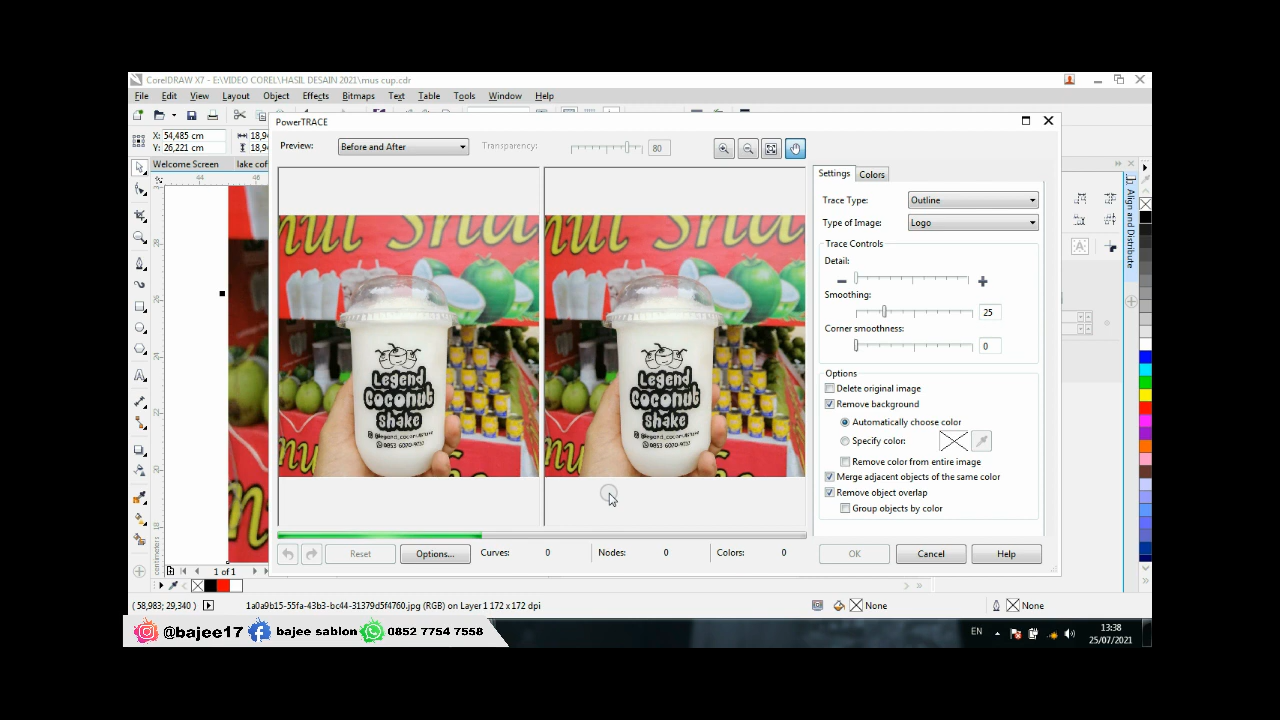 CorelDRAW X7 - E:\VIDEO COREL\HASIL DESAIN 2021\mus cup.cdr
File Edit View Layout Object Effects Bitmaps Text Table Tools Window Help
PowerTRACE
X: 54,485 cm
Y: 26,221 cm
Preview: Before and After Transparency: 80
Welcome Screen
Settings Colors
Trace Type: Outline
Type of Image: Logo
Trace Controls
Detail:
Smoothing: 25
Corner smoothness: 0
Options
Delete original image
Remove background
Automatically choose color
Specify color:
Remove color from entire image
Merge adjacent objects of the same color
Remove object overlap
Group objects by color
Align and Distribute
Legend
Coconut
Shake
Legend
Coconut
Shake
Reset Options... Curves: 0 Nodes: 0 Colors: 0 OK Cancel Help
centimeters
1 of 1
( 58,983; 29,340 ) 1a0a9b15-55fa-43b3-bc44-31379d5f4760.jpg (RGB) on Layer 1 172 x 172 dpi None None
@bajee17 bajee sablon 0852 7754 7558
EN 13:38
25/07/2021